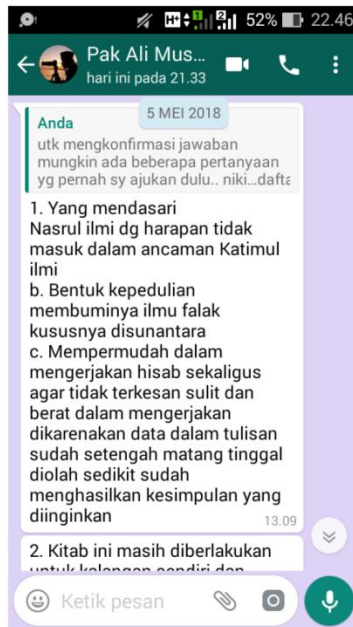 52% 22.46
Pak Ali Mus...
hari ini pada 21.33
5 MEI 2018
Anda
utk mengkonfirmasi jawaban
mungkin ada beberapa pertanyaan
yg pernah sy ajukan dulu.. niki...dafta
1. Yang mendasari
Nasrul ilmi dg harapan tidak
masuk dalam ancaman Katimul
ilmi
b. Bentuk kepedulian
membuminya ilmu falak
kususnya disunantara
c. Mempermudah dalam
mengerjakan hisab sekaligus
agar tidak terkesan sulit dan
berat dalam mengerjakan
dikarenakan data dalam tulisan
sudah setengah matang tinggal
diolah sedikit sudah
menghasilkan kesimpulan yang
diinginkan
13.09
2. Kitab ini masih diberlakukan
untuk kalangan sendiri dan
Ketik pesan